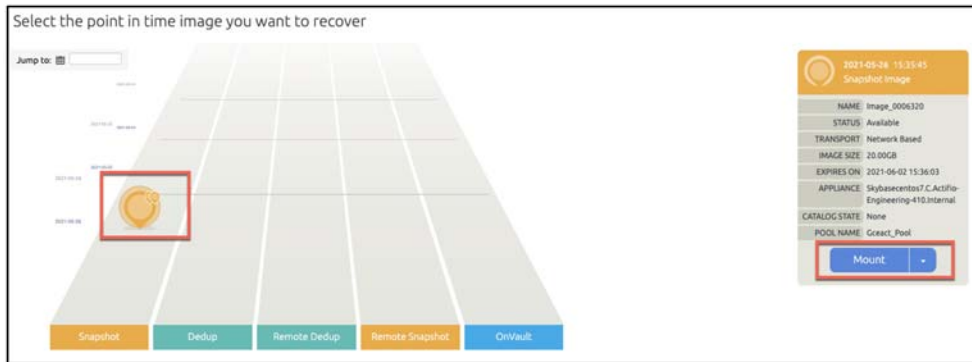 Select the point in time image you want to recover
Jump to:
2021-05-26 15:35:45
Snapshot Image
NAME Image_0006320
STATUS Available
TRANSPORT Network Based
IMAGE SIZE 20.00GB
EXPIRES ON 2021-06-02 15:36:03
APPLIANCE Skybasecentos7.C.Actifio-
Engineering-410.Internal
CATALOG STATE None
POOL NAME Gceact_Pool
Mount
Snapshot
Dedup
Remote Dedup
Remote Snapshot
OnVault